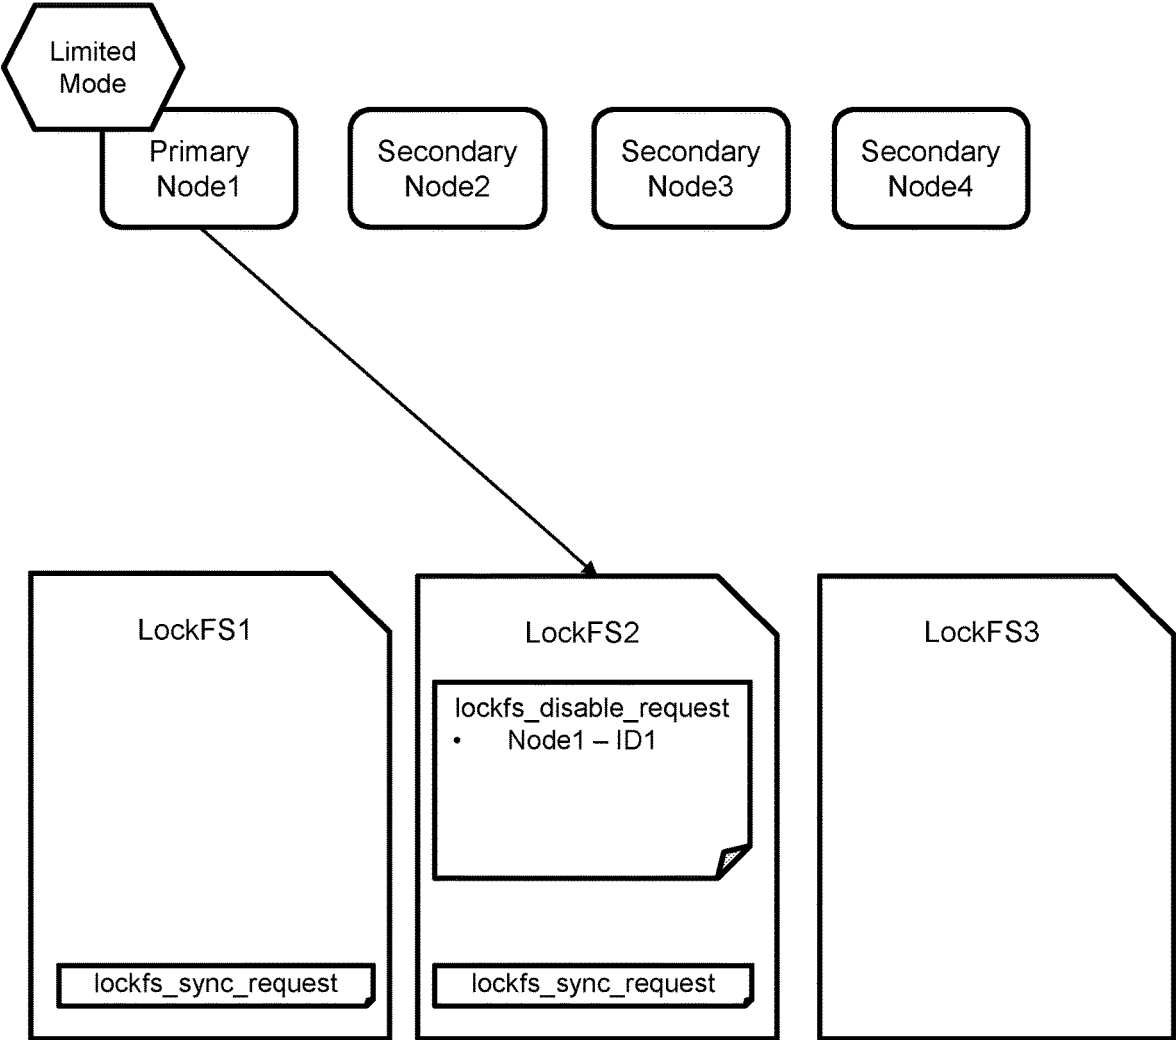 Limited
Mode
Primary
Node1
Secondary
Node2
Secondary
Node3
Secondary
Node4
LockFS1
lockfs_sync_request
LockFS2
lockfs_disable_request
• Node1 – ID1
lockfs_sync_request
LockFS3